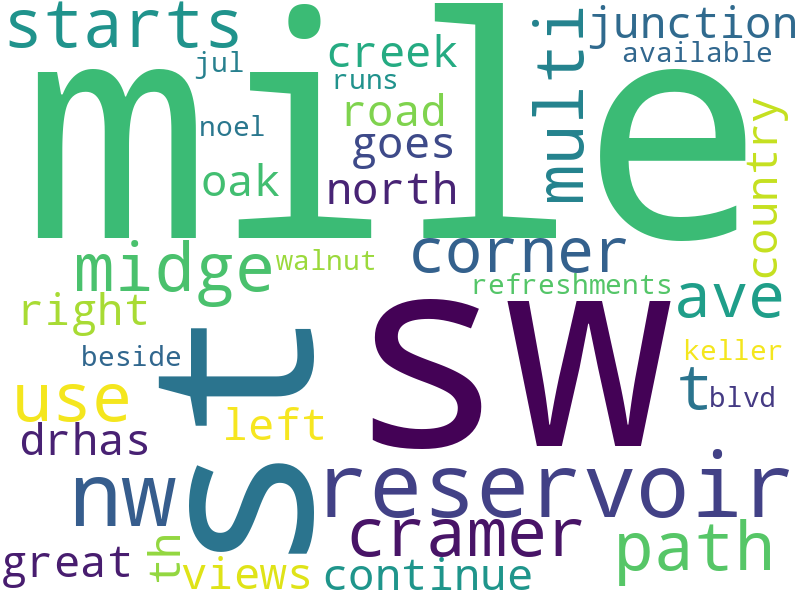 starts
mile
jul
noel
oak
creek
runs
road
goes
north
multi
junction
available
country
midge
walnut
corner
refreshments
ave
right
beside
st
sw
keller
t
blvd
use
left
drhas
nw
reservoir
cramer
path
great
th
views
continue